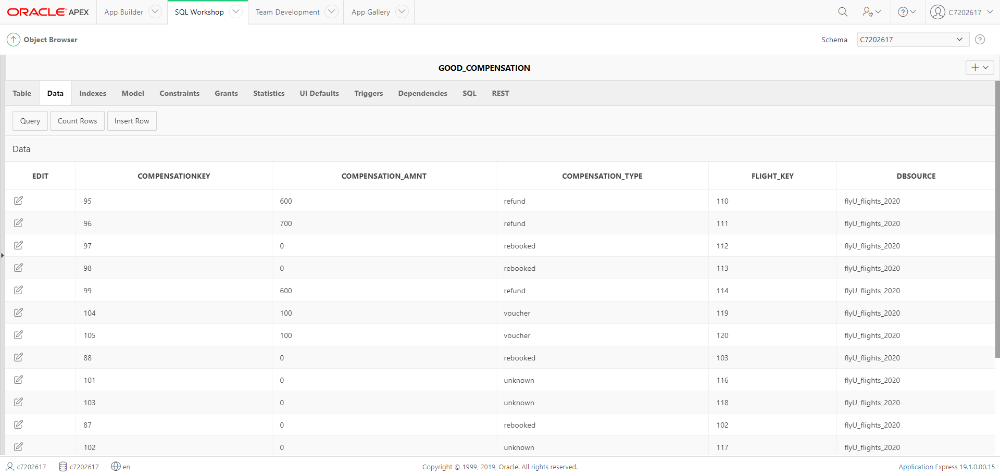 ORACLE APEX App Builder SQL Workshop Team Development App Gallery C7202617
Object Browser Schema C7202617
GOOD_COMPENSATION
Table Data Indexes Model Constraints Grants Statistics UI Defaults Triggers Dependencies SQL REST
Query Count Rows Insert Row
Data
EDIT COMPENSATIONKEY COMPENSATION_AMNT COMPENSATION_TYPE FLIGHT_KEY DBSOURCE
95 600 refund 110 flyU_flights_2020
96 700 refund 111 flyU_flights_2020
97 0 rebooked 112 flyU_flights_2020
98 0 rebooked 113 flyU_flights_2020
99 600 refund 114 flyU_flights_2020
104 100 voucher 119 flyU_flights_2020
105 100 voucher 120 flyU_flights_2020
88 0 rebooked 103 flyU_flights_2020
101 0 unknown 116 flyU_flights_2020
103 0 unknown 118 flyU_flights_2020
87 0 rebooked 102 flyU_flights_2020
102 0 unknown 117 flyU_flights_2020
c7202617 c7202617 en Copyright © 1999, 2019, Oracle. All rights reserved. Application Express 19.1.0.00.15